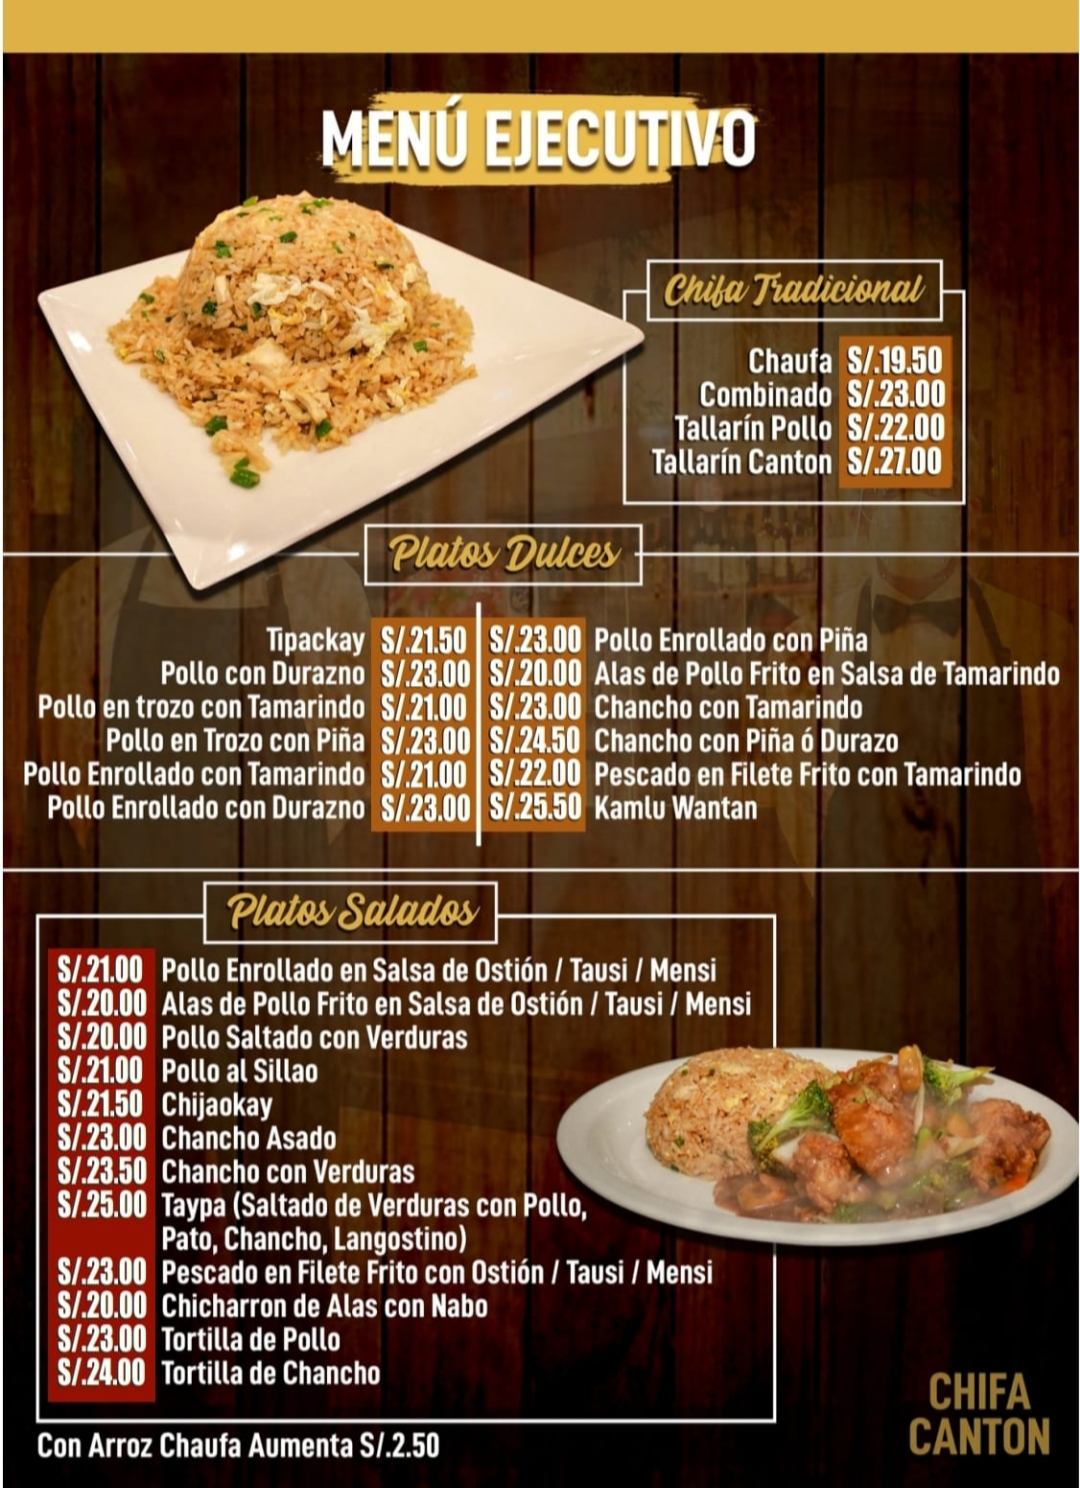 MENÚ EJECUTIVO
Chifa Tradicional
Chaufa S/.19.50
Combinado S/.23.00
Tallarín Pollo S/.22.00
Tallarín Canton S/.27.00
Platos Dulces
Tipackay S/.21.50
Pollo con Durazno S/.23.00
Pollo en trozo con Tamarindo S/.21.00
Pollo en Trozo con Piña S/.23.00
Pollo Enrollado con Tamarindo S/.21.00
Pollo Enrollado con Durazno S/.23.00
S/.23.00 Pollo Enrollado con Piña
S/.20.00 Alas de Pollo Frito en Salsa de Tamarindo
S/.23.00 Chancho con Tamarindo
S/.24.50 Chancho con Piña ó Durazo
S/.22.00 Pescado en Filete Frito con Tamarindo
S/.25.50 Kamlu Wantan
Platos Salados
S/.21.00 Pollo Enrollado en Salsa de Ostión / Tausi / Mensi
S/.20.00 Alas de Pollo Frito en Salsa de Ostión / Tausi / Mensi
S/.20.00 Pollo Saltado con Verduras
S/.21.00 Pollo al Sillao
S/.21.50 Chijaokay
S/.23.00 Chancho Asado
S/.23.50 Chancho con Verduras
S/.25.00 Taypa (Saltado de Verduras con Pollo,
Pato, Chancho, Langostino)
S/.23.00 Pescado en Filete Frito con Ostión / Tausi / Mensi
S/.20.00 Chicharron de Alas con Nabo
S/.23.00 Tortilla de Pollo
S/.24.00 Tortilla de Chancho
Con Arroz Chaufa Aumenta S/.2.50
CHIFA
CANTON